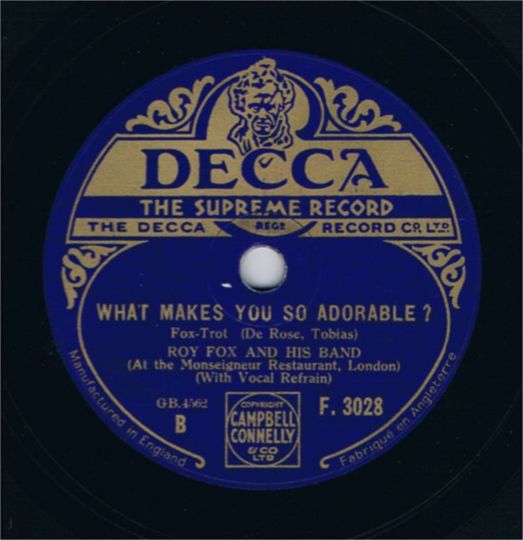 DECCA
THE SUPREME RECORD
THE DECCA REGD RECORD CO. LTD.
WHAT MAKES YOU SO ADORABLE?
Fox-Trot (De Rose, Tobias)
ROY FOX AND HIS BAND
(At the Monseigneur Restaurant, London)
(With Vocal Refrain)
GB.4562
B
COPYRIGHT
CAMPBELL
CONNELLY
& CO
LTD
F. 3028
Manufactured in England
Fabriqué en Angleterre